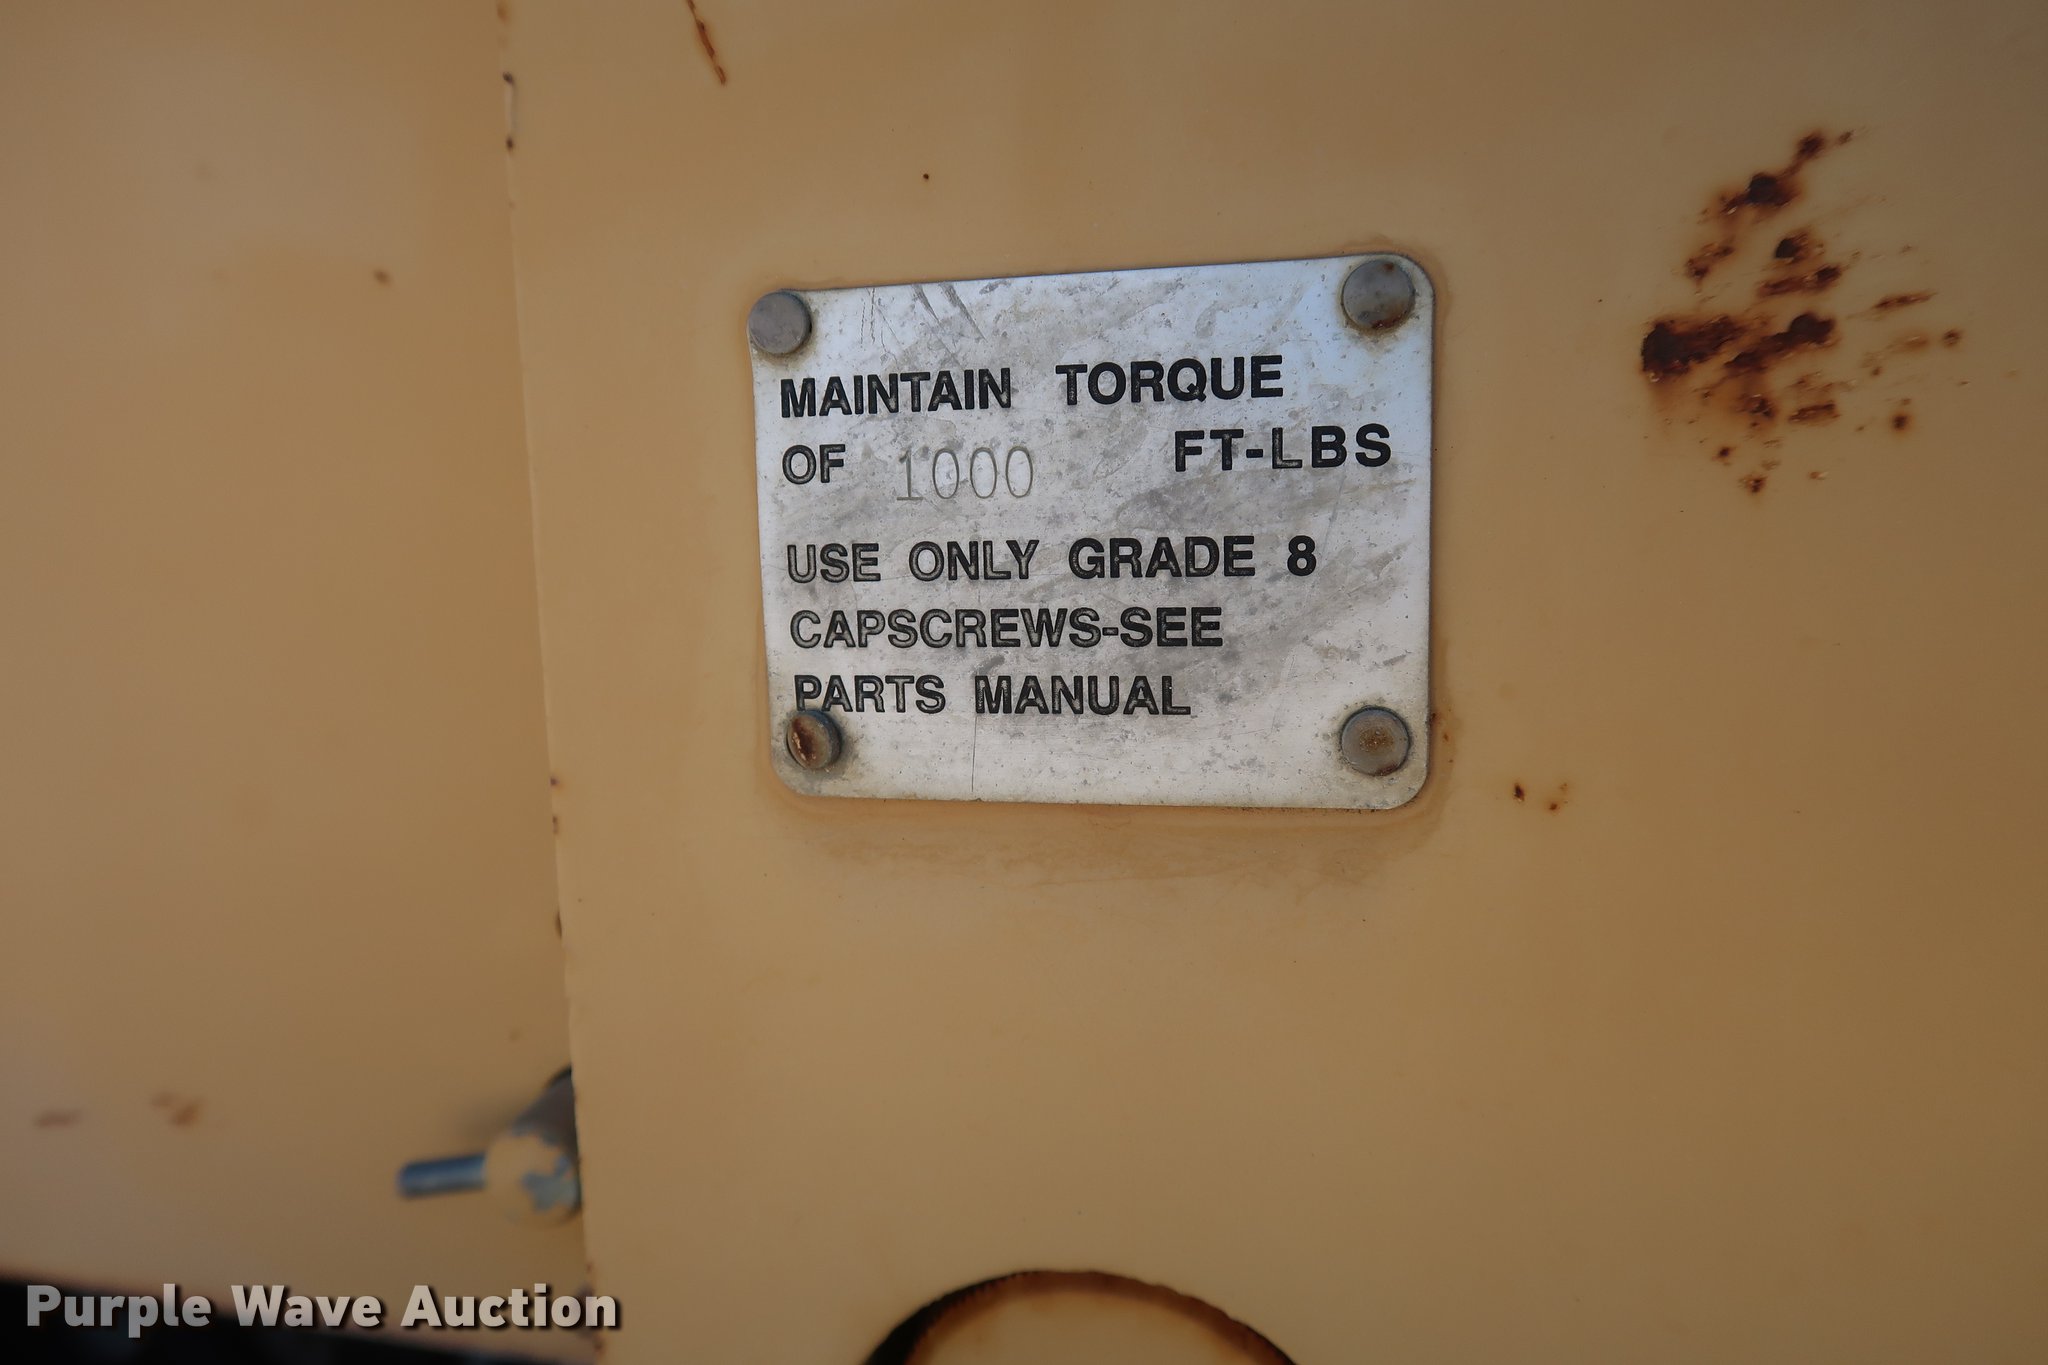 MAINTAIN TORQUE
OF 1000 FT-LBS
USE ONLY GRADE 8
CAPSCREWS-SEE
PARTS MANUAL
Purple Wave Auction